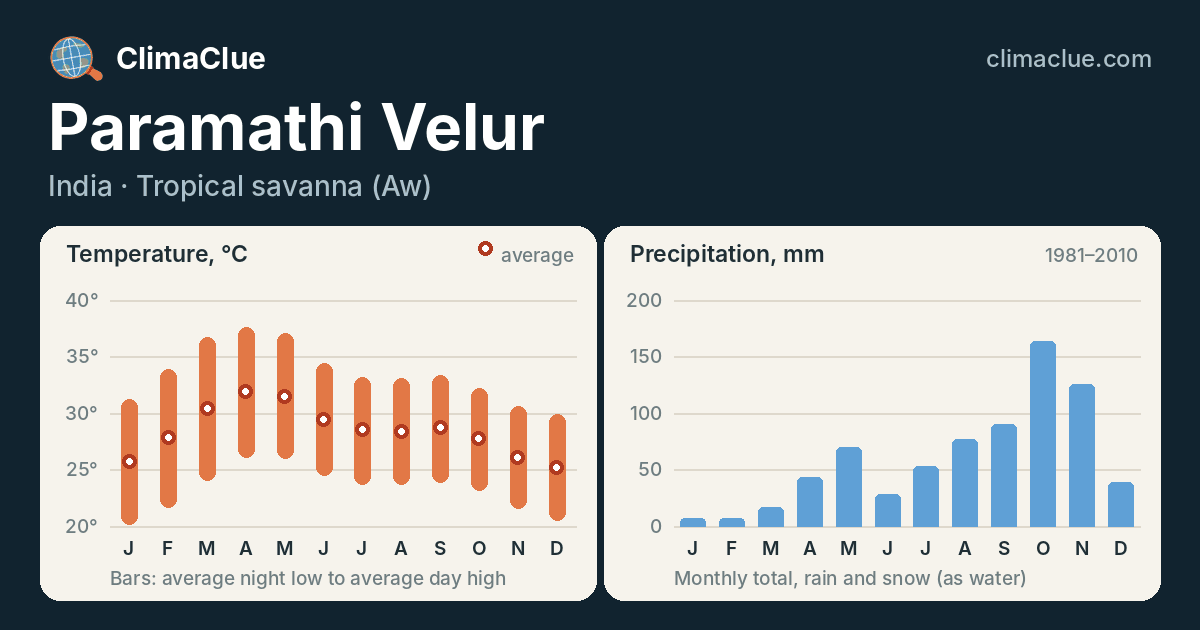 ClimaClue
climaclue.com
Paramathi Velur
India · Tropical savanna (Aw)
Temperature, °C
average
40°
35°
30°
25°
20°
J F M A M J J A S O N D
Bars: average night low to average day high
Precipitation, mm
1981–2010
200
150
100
50
0
J F M A M J J A S O N D
Monthly total, rain and snow (as water)